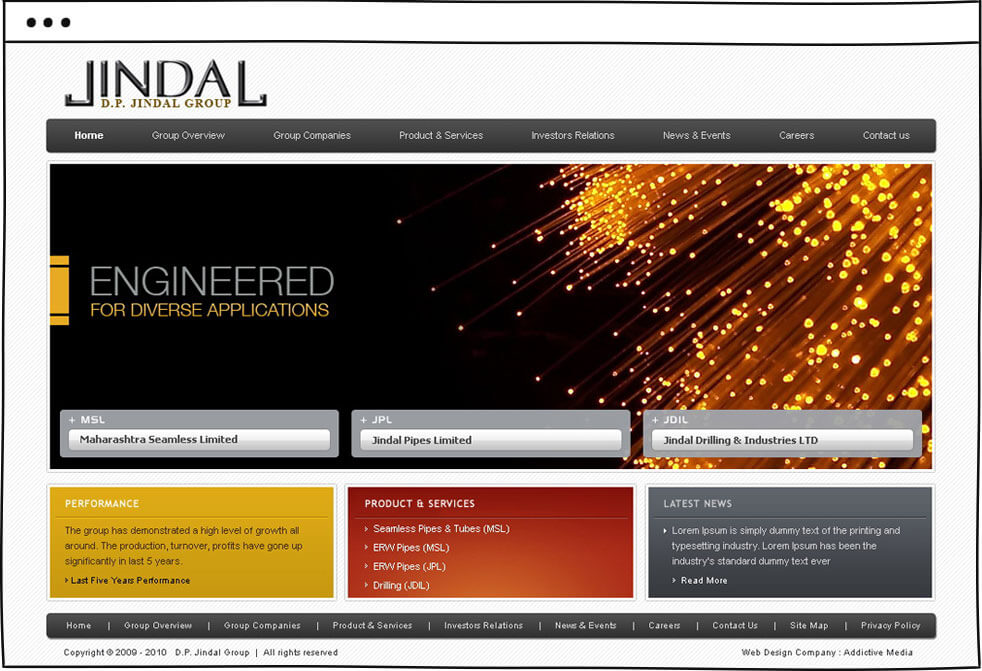 JINDAL
D.P. JINDAL GROUP
Home Group Overview Group Companies Product & Services Investors Relations News & Events Careers Contact us
ENGINEERED
FOR DIVERSE APPLICATIONS
+ MSL
Maharashtra Seamless Limited
+ JPL
Jindal Pipes Limited
+ JDIL
Jindal Drilling & Industries LTD
PERFORMANCE
The group has demonstrated a high level of growth all
around. The production, turnover, profits have gone up
significantly in last 5 years.
Last Five Years Performance
PRODUCT & SERVICES
Seamless Pipes & Tubes (MSL)
ERW Pipes (MSL)
ERW Pipes (JPL)
Drilling (JDIL)
LATEST NEWS
Lorem Ipsum is simply dummy text of the printing and
typesetting industry. Lorem Ipsum has been the
industry's standard dummy text ever
Read More
Home | Group Overview | Group Companies | Product & Services | Investors Relations | News & Events | Careers | Contact Us | Site Map | Privacy Policy
Copyright © 2009 - 2010 D.P. Jindal Group | All rights reserved
Web Design Company : Addictive Media